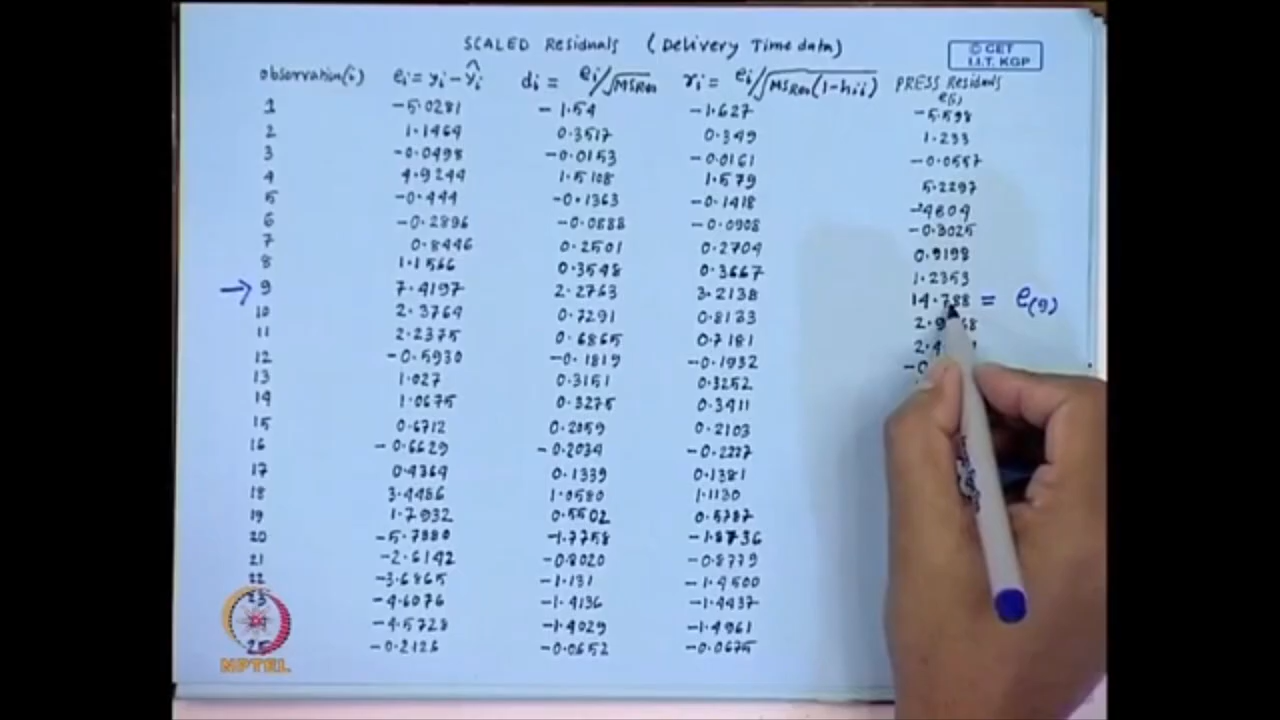 SCALED Residuals (Delivery Time data)
© CET
I.I.T. KGP
observation(i) eᵢ = yᵢ - ŷᵢ dᵢ = eᵢ/√MSRes rᵢ = eᵢ/√MSRes(1-hᵢᵢ) PRESS Residuals
e(i)
1 -5.0281 -1.54 -1.627 -5.598
2 1.1464 0.3517 0.349 1.233
3 -0.0498 -0.0153 -0.0161 -0.0557
4 4.9244 1.5108 1.579 5.2297
5 -0.444 -0.1363 -0.1418 -.4804
6 -0.2896 -0.0888 -0.0908 -0.3025
7 0.8446 0.2501 0.2704 0.9198
8 1.1566 0.3548 0.3667 1.2353
→ 9 7.4197 2.2763 3.2138 14.788 = e(9)
10 2.3764 0.7291 0.8133
11 2.2375 0.6865 0.7181
12 -0.5930 -0.1819 -0.1932
13 1.027 0.3151 0.3252
14 1.0675 0.3275 0.3411
15 0.6712 0.2059 0.2103
16 -0.6629 -0.2034 -0.2227
17 0.4364 0.1339 0.1381
18 3.4486 1.0580 1.1130
19 1.7932 0.5502 0.5787
20 -5.7880 -1.7758 -1.8736
21 -2.6142 -0.8020 -0.8779
22 -3.6865 -1.131 -1.4500
23 -4.6076 -1.4136 -1.4437
24 -4.5728 -1.4029 -1.4961
25 -0.2126 -0.0652 -0.0675
NPTEL